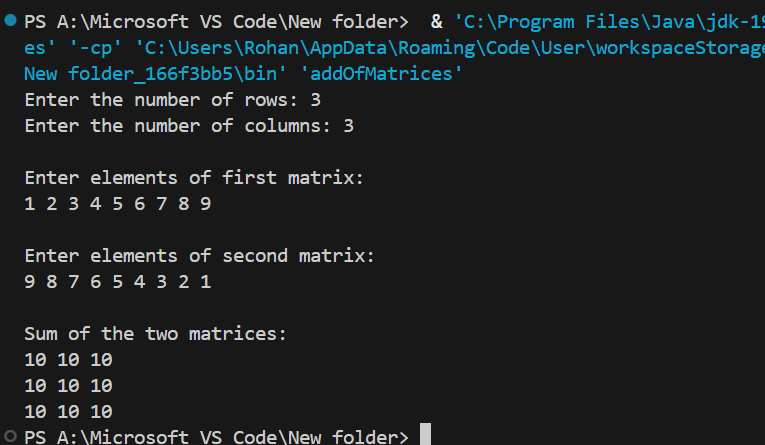 PS A:\Microsoft VS Code\New folder>  & 'C:\Program Files\Java\jdk-19
es' '-cp' 'C:\Users\Rohan\AppData\Roaming\Code\User\workspaceStorage
New folder_166f3bb5\bin' 'addOfMatrices'
Enter the number of rows: 3
Enter the number of columns: 3

Enter elements of first matrix:
1 2 3 4 5 6 7 8 9

Enter elements of second matrix:
9 8 7 6 5 4 3 2 1

Sum of the two matrices:
10 10 10
10 10 10
10 10 10
PS A:\Microsoft VS Code\New folder>